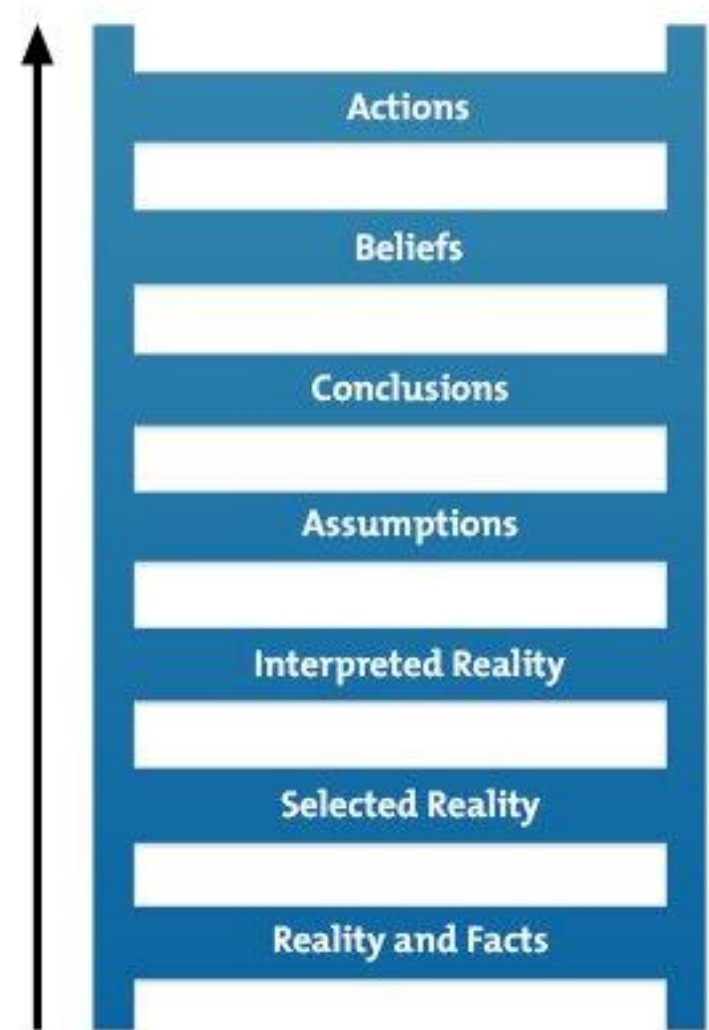 Actions
Beliefs
Conclusions
Assumptions
Interpreted Reality
Selected Reality
Reality and Facts